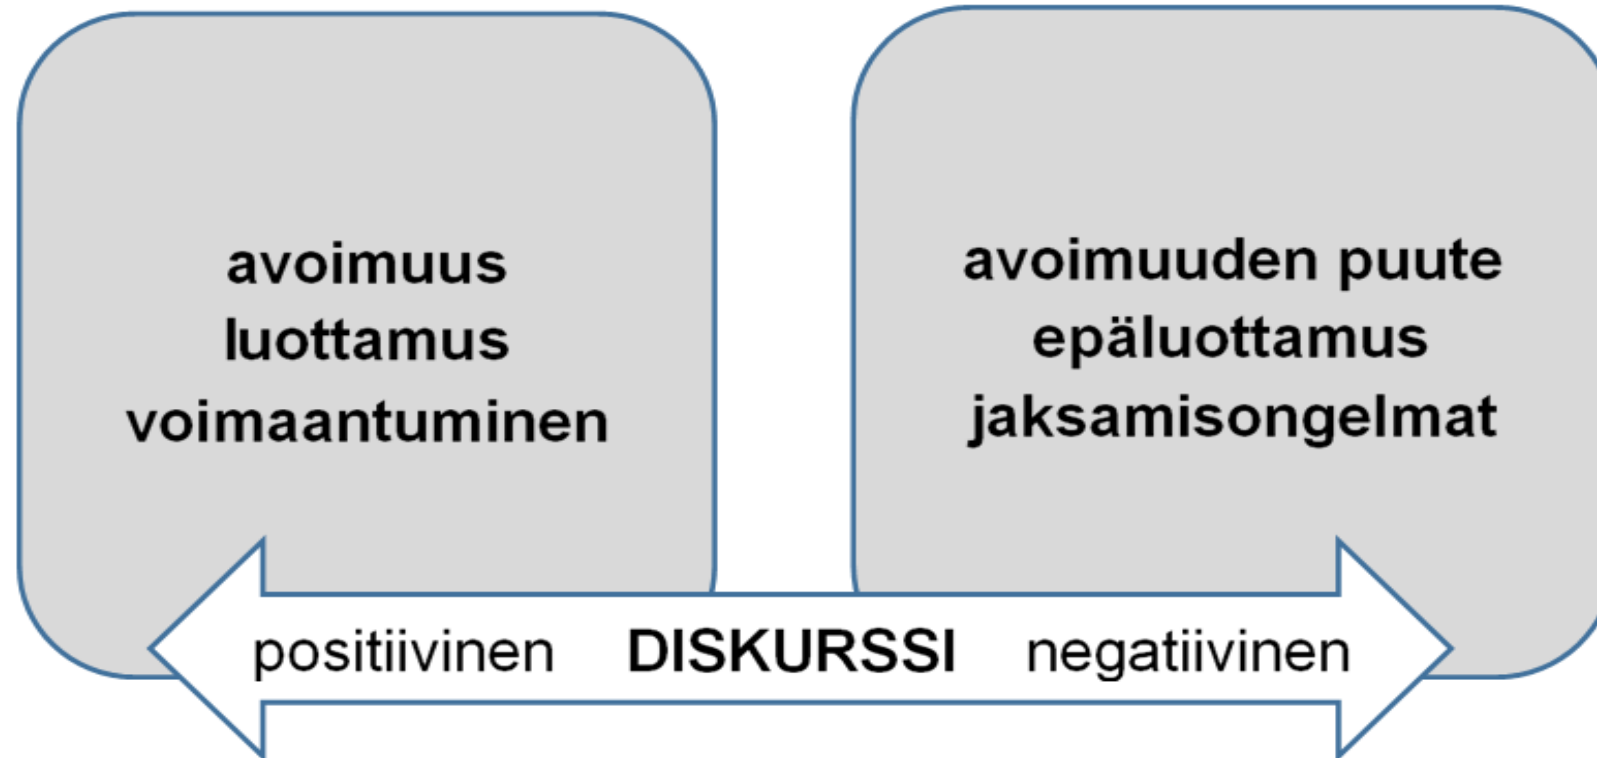 avoimuus
luottamus
voimaantuminen
avoimuuden puute
epäluottamus
jaksamisongelmat
positiivinen DISKURSSI negatiivinen